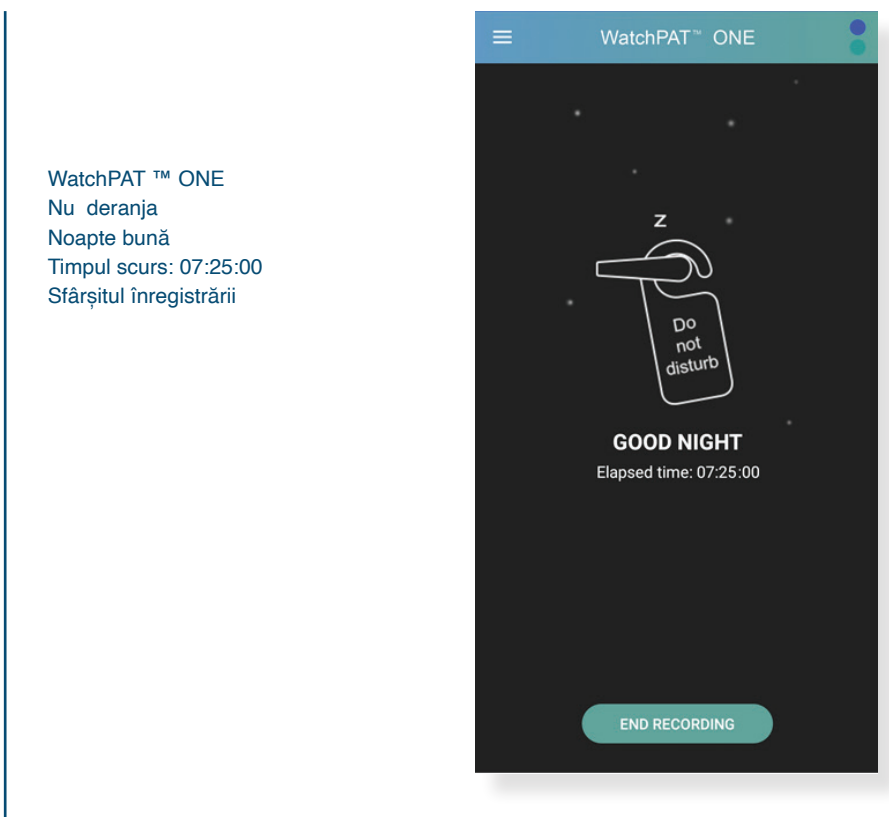 WatchPAT ™ ONE
Nu deranja
Noapte bună
Timpul scurs: 07:25:00
Sfârșitul înregistrării
WatchPAT™ ONE
Z
Do
not
disturb
GOOD NIGHT
Elapsed time: 07:25:00
END RECORDING